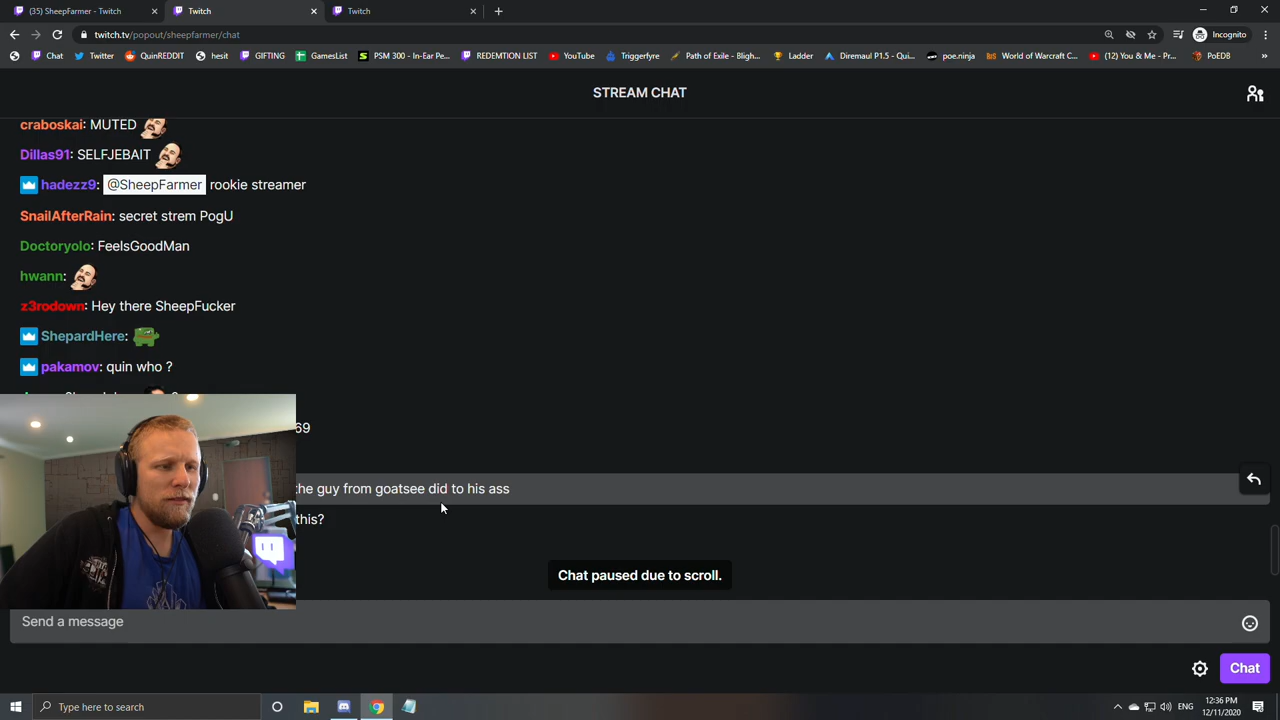 (35) SheepFarmer - Twitch
Twitch
Twitch
twitch.tv/popout/sheepfarmer/chat
Incognito
Chat
Twitter
QuinREDDIT
hesit
GIFTING
GamesList
PSM 300 - In-Ear Pe...
REDEMTION LIST
YouTube
Triggerfyre
Path of Exile - Bligh...
Ladder
Diremaul P1.5 - Qui...
poe.ninja
World of Warcraft C...
(12) You & Me - Pr...
PoEDB
»
STREAM CHAT
craboskai: MUTED
Dillas91: SELFJEBAIT
hadezz9: @SheepFarmer rookie streamer
SnailAfterRain: secret strem PogU
Doctoryolo: FeelsGoodMan
hwann:
z3rodown: Hey there SheepFucker
ShepardHere:
pakamov: quin who ?
69
the guy from goatsee did to his ass
this?
Chat paused due to scroll.
Send a message
Chat
Type here to search
ENG
12:36 PM
12/11/2020